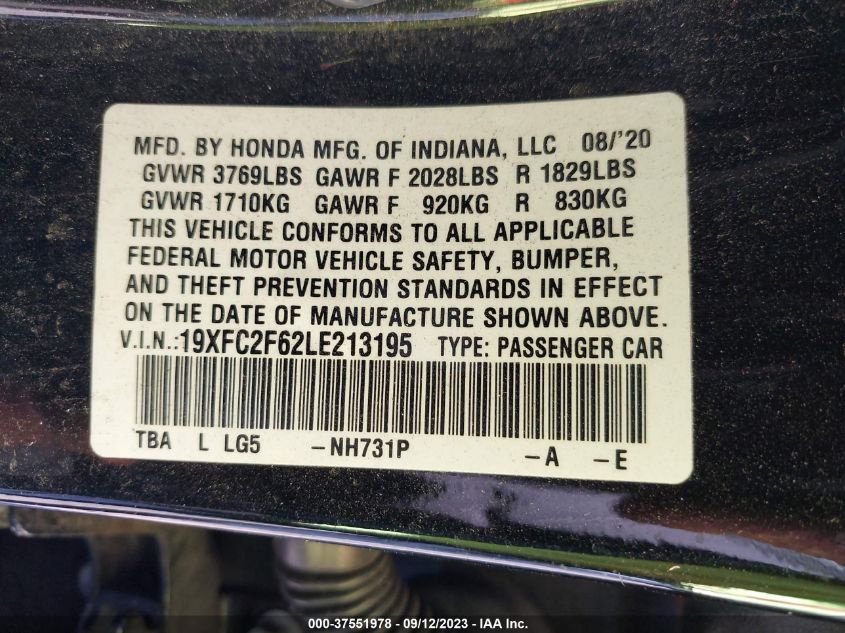 MFD. BY HONDA MFG. OF INDIANA, LLC 08/'20
GVWR 3769LBS GAWR F 2028LBS R 1829LBS
GVWR 1710KG GAWR F 920KG R 830KG
THIS VEHICLE CONFORMS TO ALL APPLICABLE
FEDERAL MOTOR VEHICLE SAFETY, BUMPER,
AND THEFT PREVENTION STANDARDS IN EFFECT
ON THE DATE OF MANUFACTURE SHOWN ABOVE.
V.I.N.:19XFC2F62LE213195 TYPE: PASSENGER CAR
TBA L LG5 –NH731P –A –E
000-37551978 - 09/12/2023 - IAA Inc.